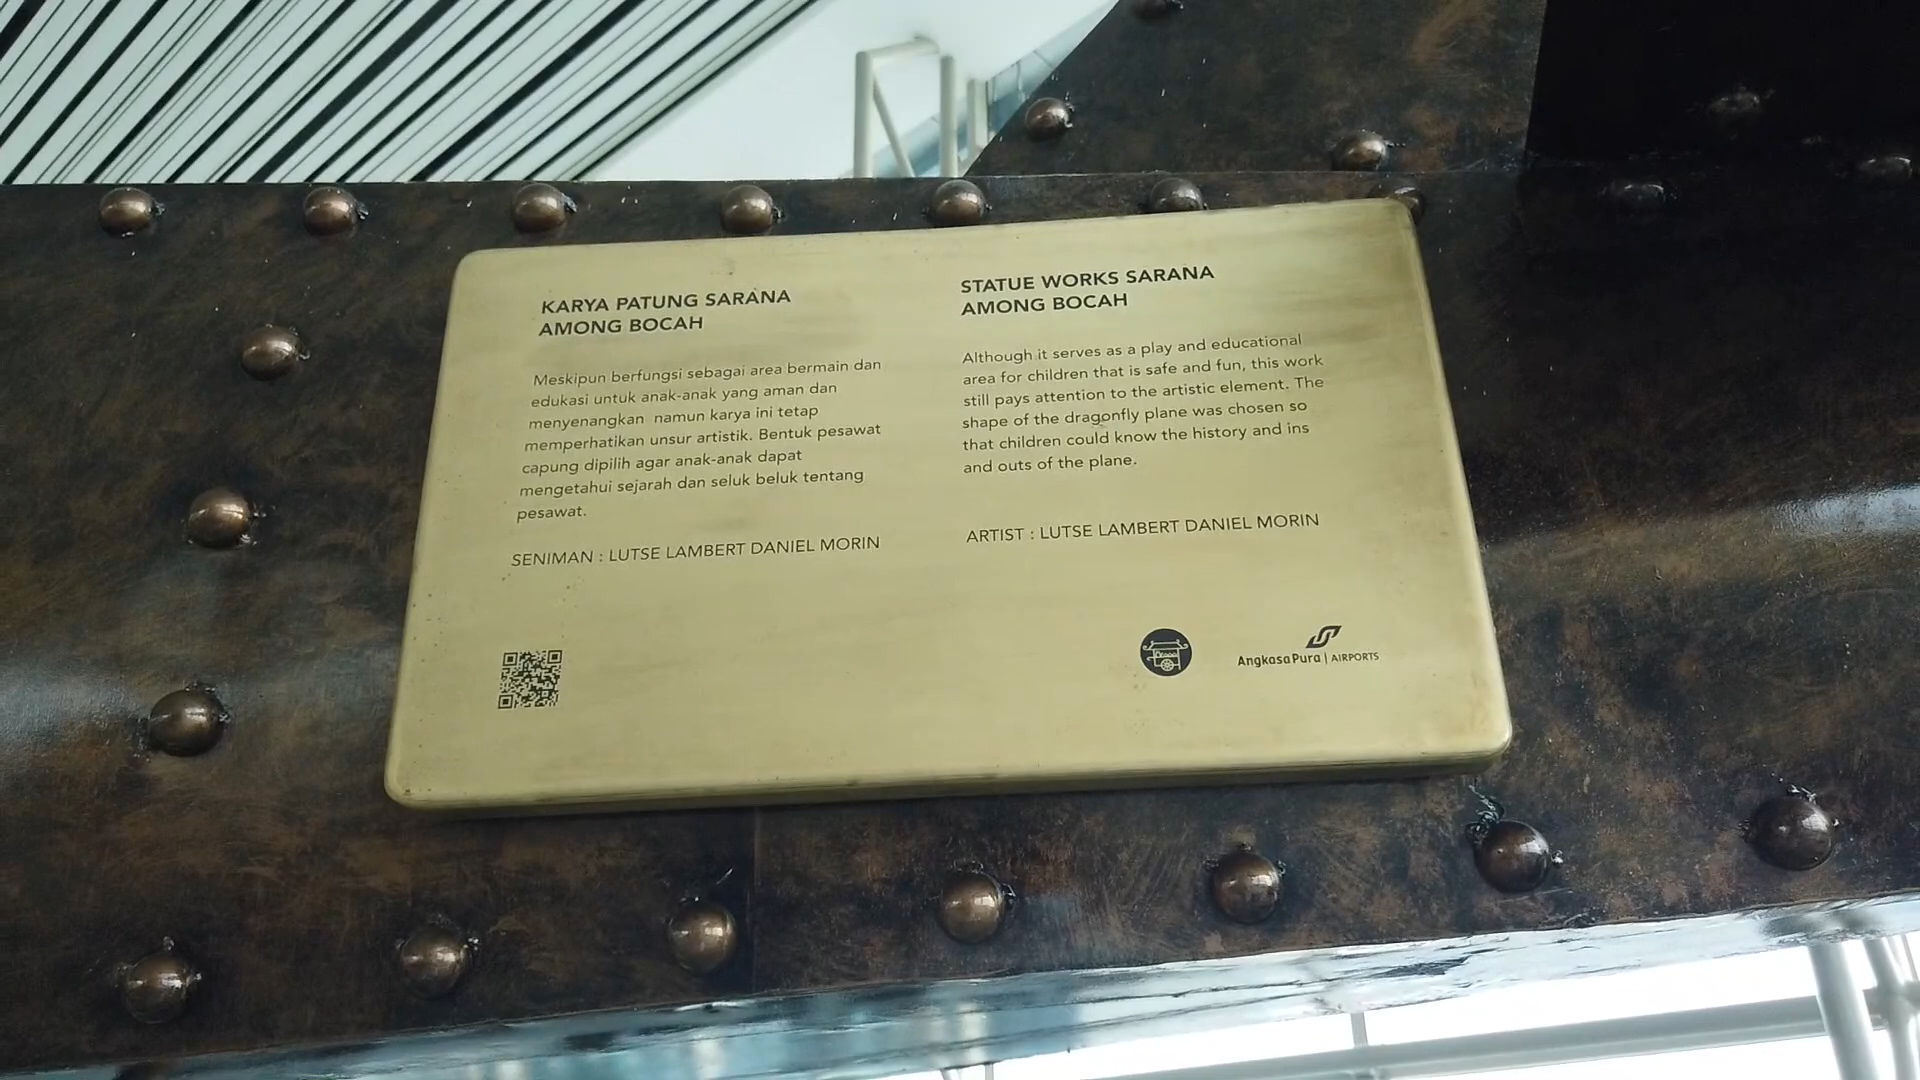 KARYA PATUNG SARANA
AMONG BOCAH
Meskipun berfungsi sebagai area bermain dan
edukasi untuk anak-anak yang aman dan
menyenangkan namun karya ini tetap
memperhatikan unsur artistik. Bentuk pesawat
capung dipilih agar anak-anak dapat
mengetahui sejarah dan seluk beluk tentang
pesawat.
SENIMAN : LUTSE LAMBERT DANIEL MORIN
STATUE WORKS SARANA
AMONG BOCAH
Although it serves as a play and educational
area for children that is safe and fun, this work
still pays attention to the artistic element. The
shape of the dragonfly plane was chosen so
that children could know the history and ins
and outs of the plane.
ARTIST : LUTSE LAMBERT DANIEL MORIN
AngkasaPura | AIRPORTS